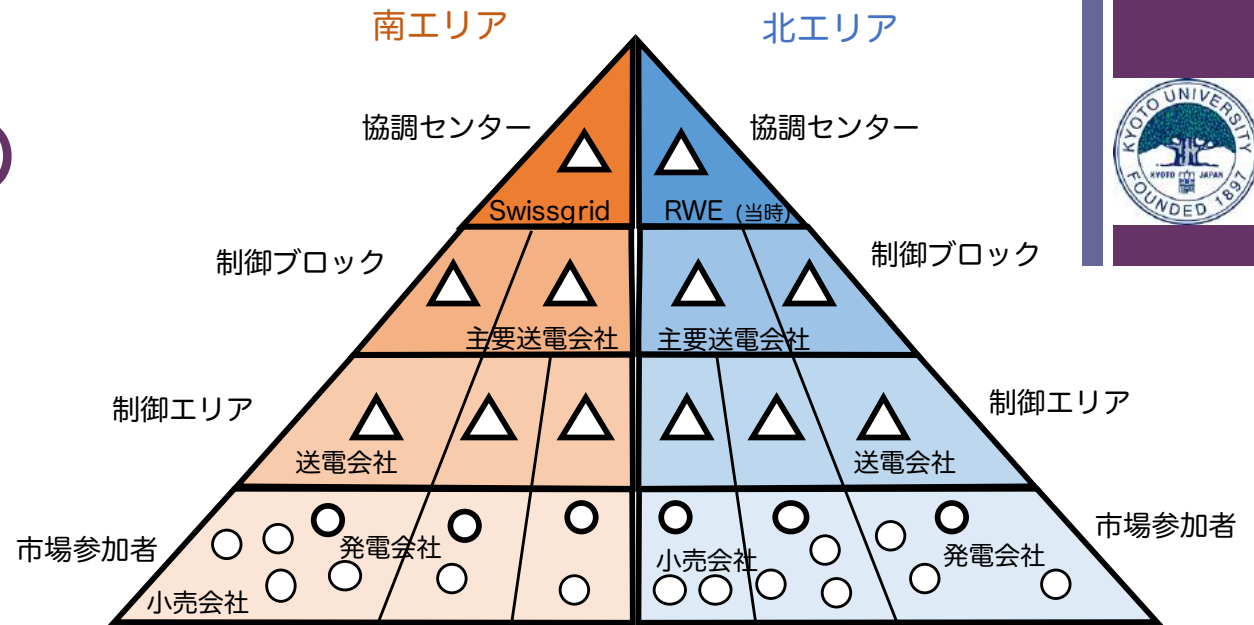 南エリア
北エリア
協調センター
協調センター
Swissgrid
RWE (当時)
制御ブロック
制御ブロック
主要送電会社
主要送電会社
制御エリア
制御エリア
送電会社
送電会社
市場参加者
市場参加者
発電会社
小売会社
発電会社
小売会社
KYOTO UNIVERSITY
KYOTO JAPAN
FOUNDED 1897